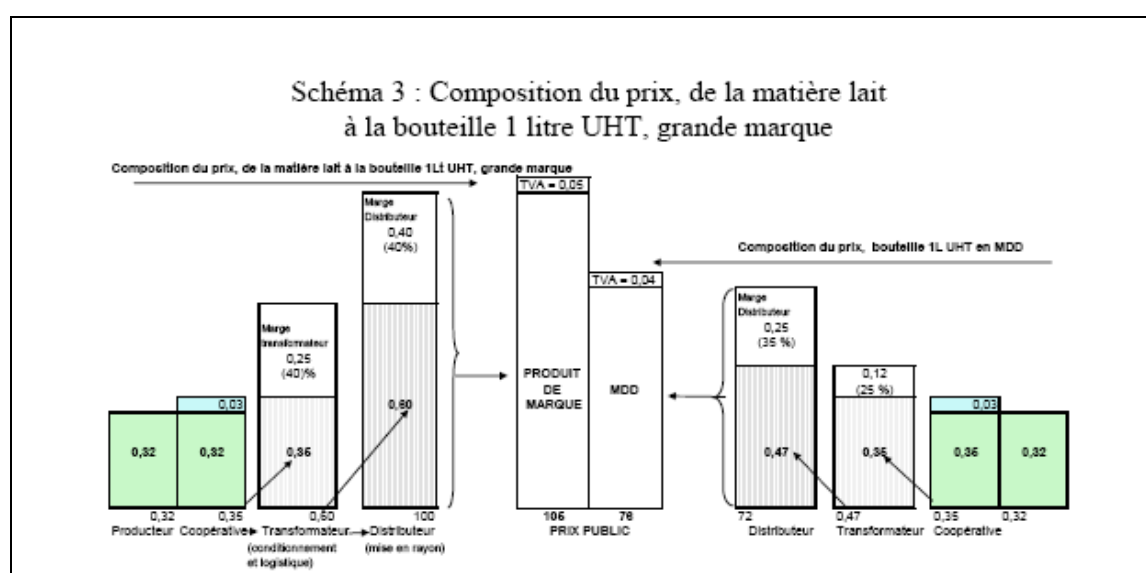 Schéma 3 : Composition du prix, de la matière lait
à la bouteille 1 litre UHT, grande marque
Composition du prix, de la matière lait à la bouteille 1Lt UHT, grande marque
TVA = 0,05
Marge
Distributeur
0,40
(40%)
Composition du prix, bouteille 1L UHT en MDD
TVA = 0,04
Marge
Distributeur
0,25
(35 %)
Marge
transformateur
0,25
(40)%
PRODUIT
DE
MARQUE
MDD
0,12
(25 %)
0,03
0,60
0,03
0,32
0,32
0,35
0,47
0,35
0,35
0,32
0,32
0,35
0,60
100
105
76
72
0,47
0,35
0,32
Producteur
Coopérative
Transformateur
(conditionnement
et logistique)
Distributeur
(mise en rayon)
PRIX PUBLIC
Distributeur
Transformateur
Coopérative